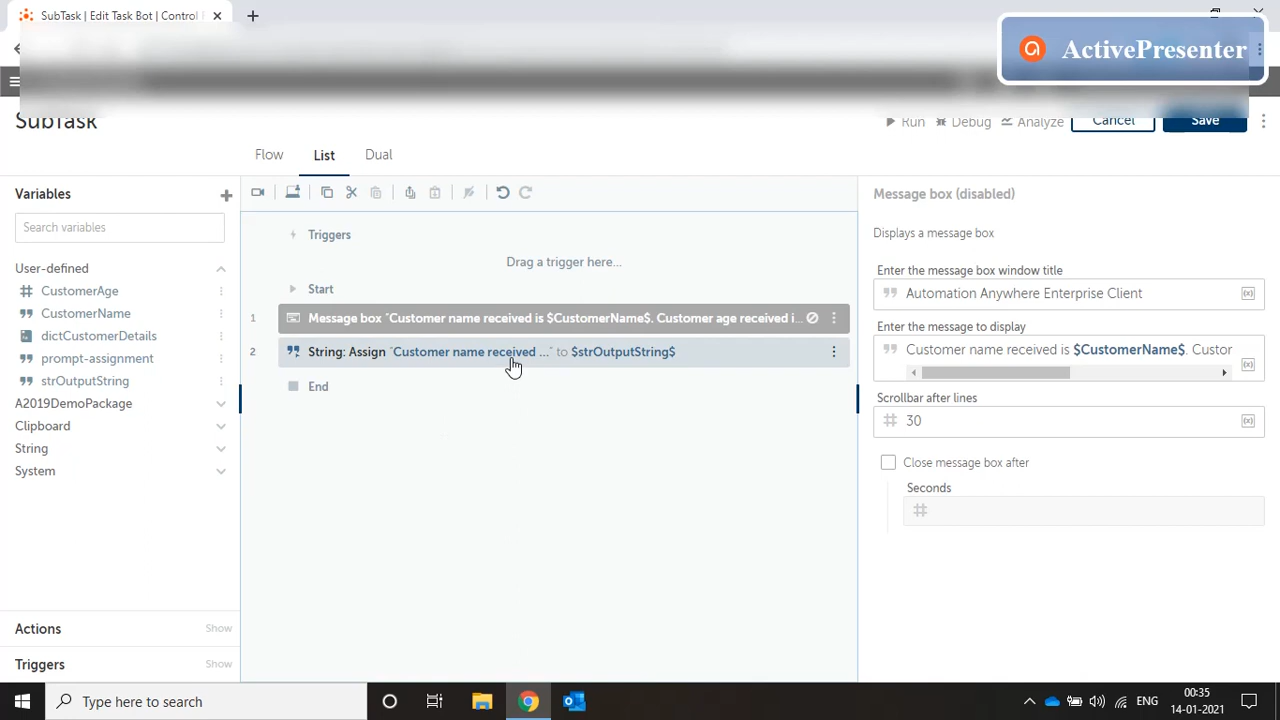 SubTask | Edit Task Bot | Control
ActivePresenter
SubTask
Run Debug Analyze Cancel Save
Flow List Dual
Variables
Search variables
User-defined
CustomerAge
CustomerName
dictCustomerDetails
prompt-assignment
strOutputString
A2019DemoPackage
Clipboard
String
System
Actions Show
Triggers Show
Triggers
Drag a trigger here...
Start
1 Message box "Customer name received is $CustomerName$. Customer age received i...
2 String: Assign "Customer name received ..." to $strOutputString$
End
Message box (disabled)
Displays a message box
Enter the message box window title
Automation Anywhere Enterprise Client
(x)
Enter the message to display
Customer name received is $CustomerName$. Custor
(x)
Scrollbar after lines
30
(x)
Close message box after
Seconds
Type here to search
ENG
00:35
14-01-2021